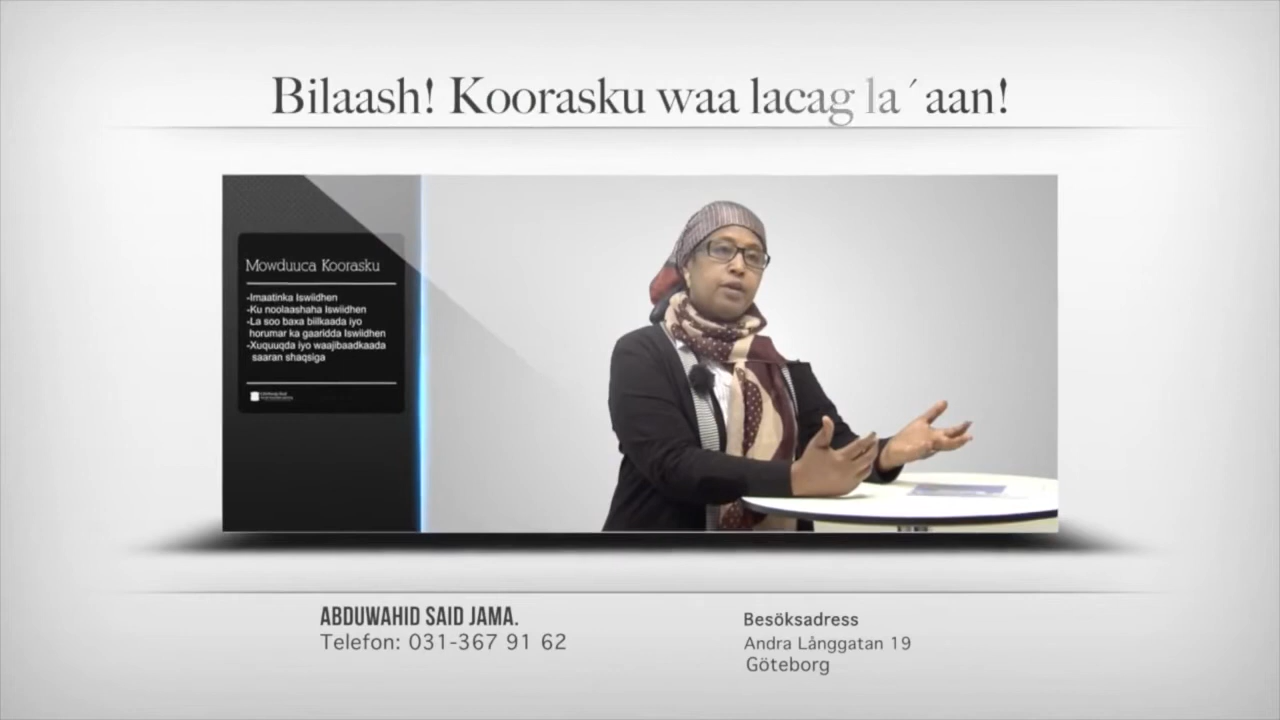 Bilaash! Koorasku waa lacag la´aan!
Mowduuca Koorasku
-Imaatinka Iswiidhen
-Ku noolaashaha Iswiidhen
-La soo baxa biilkaada iyo
horumar ka gaaridda Iswiidhen
-Xuquuqda iyo waajibaadkaada
saaran shaqsiga
ABDUWAHID SAID JAMA.
Telefon: 031-367 91 62
Besöksadress
Andra Långgatan 19
Göteborg